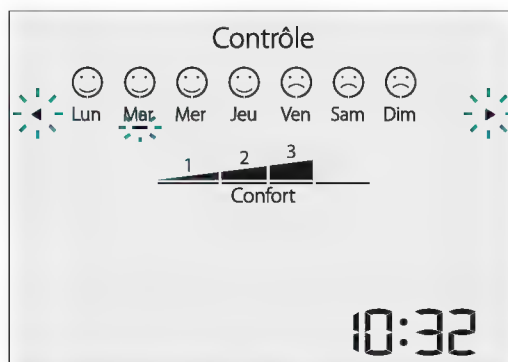 Contrôle
Lun Mar Mer Jeu Ven Sam Dim
1 2 3
Confort
10:32